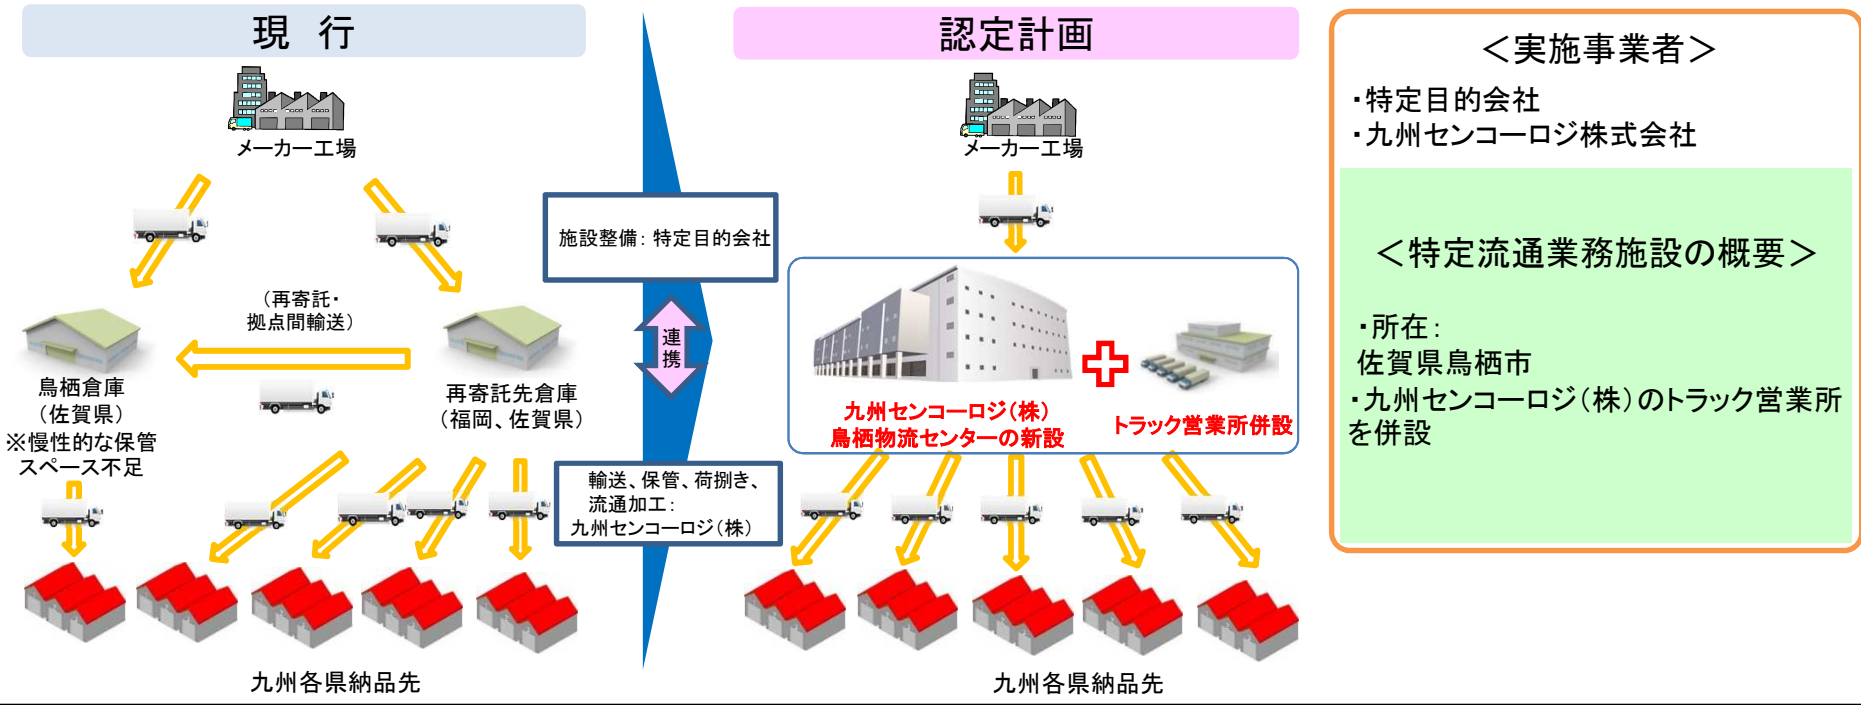 現　行
メーカー工場
（再寄託・
拠点間輸送）
鳥栖倉庫
（佐賀県）
※慢性的な保管
スペース不足
再寄託先倉庫
（福岡、佐賀県）
九州各県納品先
施設整備：特定目的会社
連
携
輸送、保管、荷捌き、
流通加工：
九州センコーロジ（株）
認定計画
メーカー工場
九州センコーロジ（株）
鳥栖物流センターの新設
トラック営業所併設
九州各県納品先
＜実施事業者＞
・特定目的会社
・九州センコーロジ株式会社
＜特定流通業務施設の概要＞
・所在：
佐賀県鳥栖市
・九州センコーロジ（株）のトラック営業所
を併設